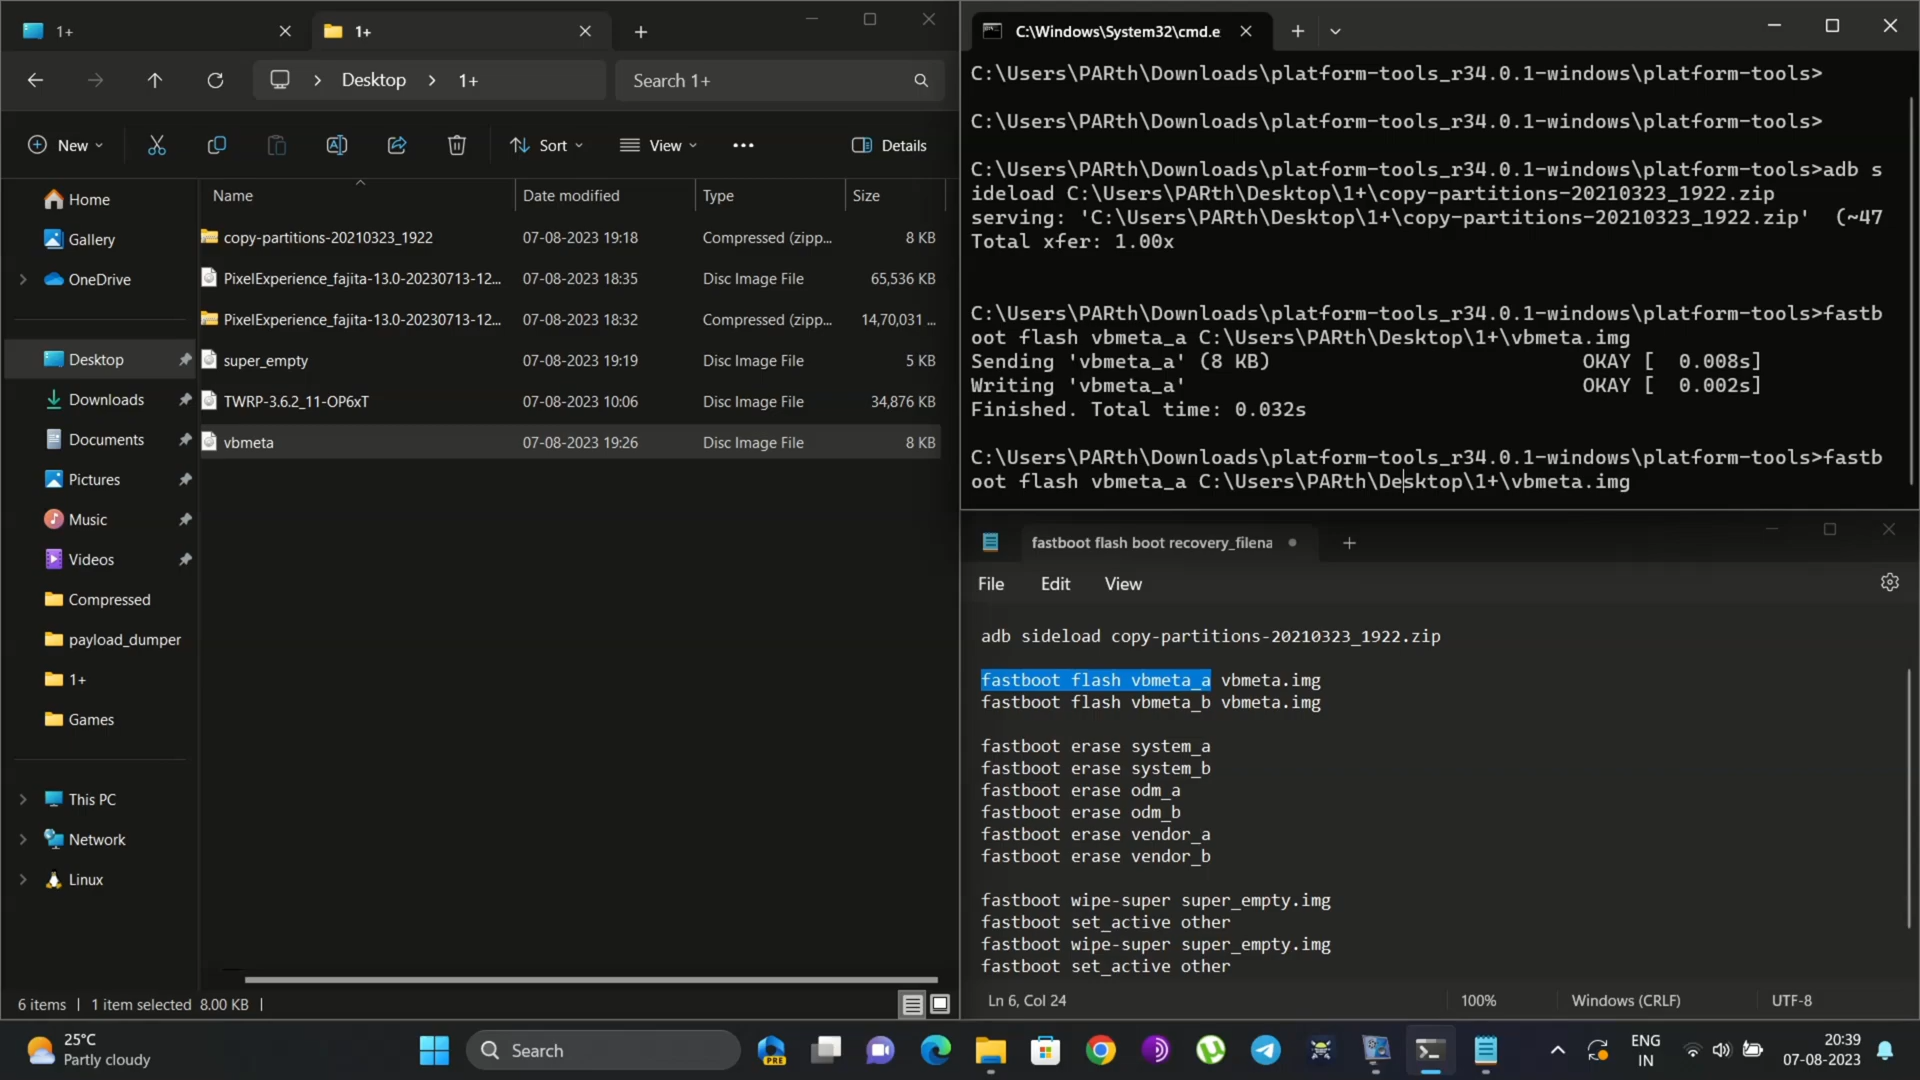 1+
1+
Desktop
1+
Search 1+
New
Sort
View
Details
Name
Date modified
Type
Size
Home
Gallery
OneDrive
Desktop
Downloads
Documents
Pictures
Music
Videos
Compressed
payload_dumper
1+
Games
This PC
Network
Linux
copy-partitions-20210323_1922 07-08-2023 19:18 Compressed (zipp... 8 KB
PixelExperience_fajita-13.0-20230713-12... 07-08-2023 18:35 Disc Image File 65,536 KB
PixelExperience_fajita-13.0-20230713-12... 07-08-2023 18:32 Compressed (zipp... 14,70,031 ...
super_empty 07-08-2023 19:19 Disc Image File 5 KB
TWRP-3.6.2_11-OP6xT 07-08-2023 10:06 Disc Image File 34,876 KB
vbmeta 07-08-2023 19:26 Disc Image File 8 KB
6 items | 1 item selected 8.00 KB |
C:\Windows\System32\cmd.e
C:\Users\PARth\Downloads\platform-tools_r34.0.1-windows\platform-tools>
C:\Users\PARth\Downloads\platform-tools_r34.0.1-windows\platform-tools>
C:\Users\PARth\Downloads\platform-tools_r34.0.1-windows\platform-tools>adb s
ideload C:\Users\PARth\Desktop\1+\copy-partitions-20210323_1922.zip
serving: 'C:\Users\PARth\Desktop\1+\copy-partitions-20210323_1922.zip' (~47
Total xfer: 1.00x
C:\Users\PARth\Downloads\platform-tools_r34.0.1-windows\platform-tools>fastb
oot flash vbmeta_a C:\Users\PARth\Desktop\1+\vbmeta.img
Sending 'vbmeta_a' (8 KB) OKAY [ 0.008s]
Writing 'vbmeta_a' OKAY [ 0.002s]
Finished. Total time: 0.032s
C:\Users\PARth\Downloads\platform-tools_r34.0.1-windows\platform-tools>fastb
oot flash vbmeta_a C:\Users\PARth\Desktop\1+\vbmeta.img
fastboot flash boot recovery_filena
File
Edit
View
adb sideload copy-partitions-20210323_1922.zip
fastboot flash vbmeta_a vbmeta.img
fastboot flash vbmeta_b vbmeta.img
fastboot erase system_a
fastboot erase system_b
fastboot erase odm_a
fastboot erase odm_b
fastboot erase vendor_a
fastboot erase vendor_b
fastboot wipe-super super_empty.img
fastboot set_active other
fastboot wipe-super super_empty.img
fastboot set_active other
Ln 6, Col 24
100%
Windows (CRLF)
UTF-8
25°C
Partly cloudy
Search
PRE
ENG
IN
20:39
07-08-2023